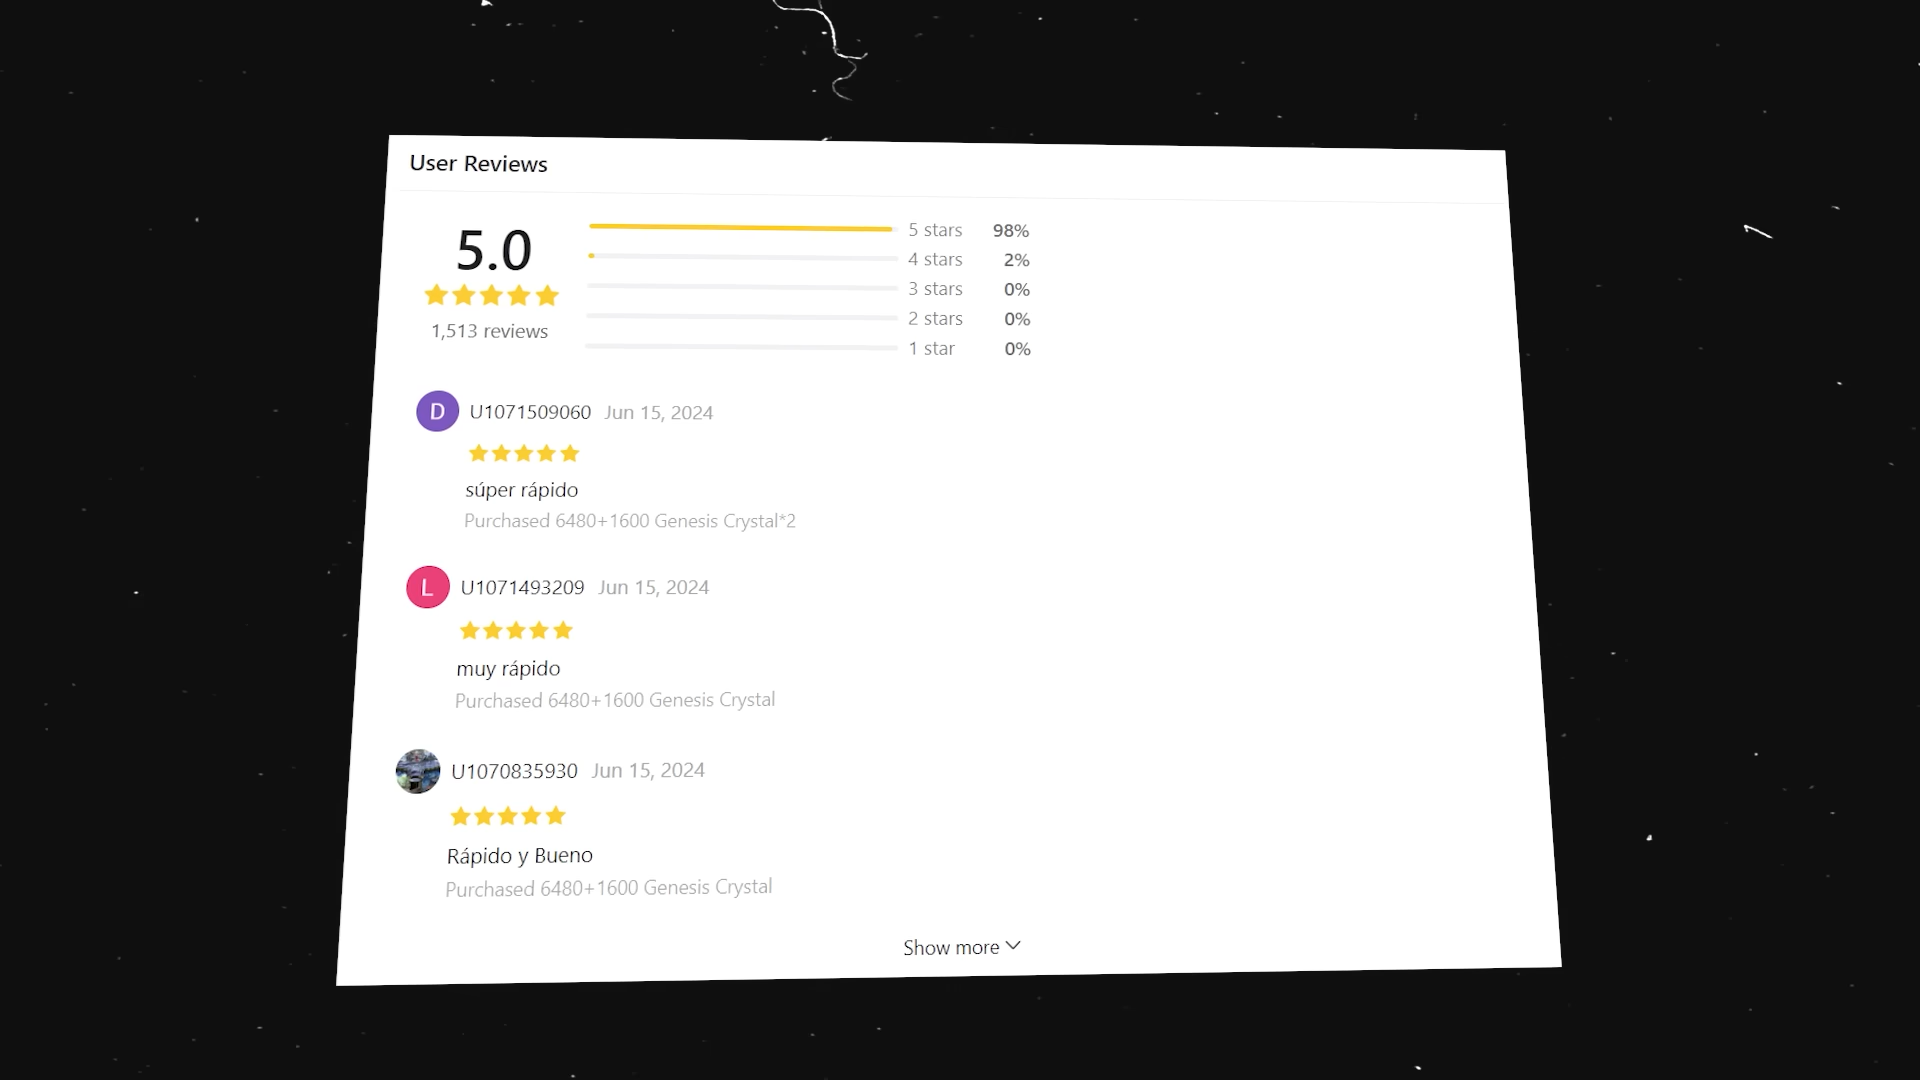 User Reviews
5.0
1,513 reviews
5 stars 98%
4 stars 2%
3 stars 0%
2 stars 0%
1 star 0%
D U1071509060 Jun 15, 2024
súper rápido
Purchased 6480+1600 Genesis Crystal*2
L U1071493209 Jun 15, 2024
muy rápido
Purchased 6480+1600 Genesis Crystal
U1070835930 Jun 15, 2024
Rápido y Bueno
Purchased 6480+1600 Genesis Crystal
Show more